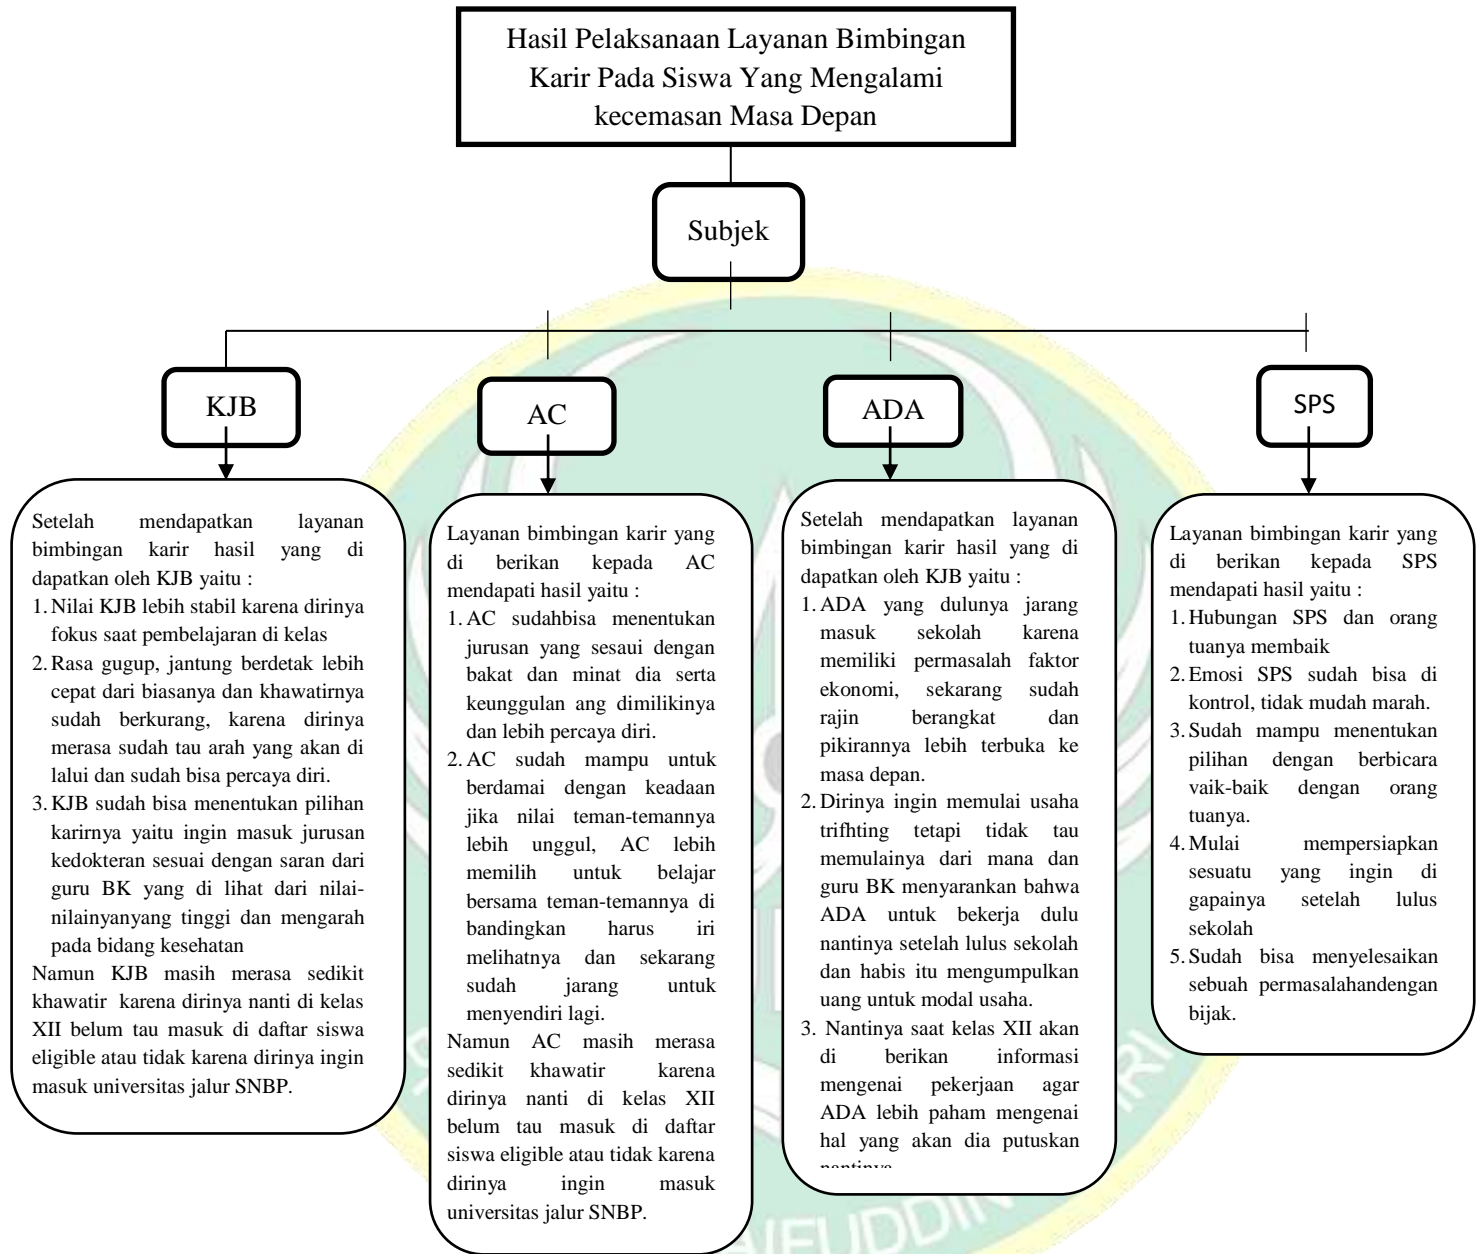 Hasil Pelaksanaan Layanan Bimbingan
Karir Pada Siswa Yang Mengalami
kecemasan Masa Depan
Subjek
KJB
AC
ADA
SPS
Setelah mendapatkan layanan
bimbingan karir hasil yang di
dapatkan oleh KJB yaitu :
1. Nilai KJB lebih stabil karena dirinya
fokus saat pembelajaran di kelas
2. Rasa gugup, jantung berdetak lebih
cepat dari biasanya dan khawatirnya
sudah berkurang, karena dirinya
merasa sudah tau arah yang akan di
lalui dan sudah bisa percaya diri.
3. KJB sudah bisa menentukan pilihan
karirnya yaitu ingin masuk jurusan
kedokteran sesuai dengan saran dari
guru BK yang di lihat dari nilai-
nilainyanyang tinggi dan mengarah
pada bidang kesehatan
Namun KJB masih merasa sedikit
khawatir karena dirinya nanti di kelas
XII belum tau masuk di daftar siswa
eligible atau tidak karena dirinya ingin
masuk universitas jalur SNBP.
Layanan bimbingan karir yang
di berikan kepada AC
mendapati hasil yaitu :
1. AC sudahbisa menentukan
jurusan yang sesaui dengan
bakat dan minat dia serta
keunggulan ang dimilikinya
dan lebih percaya diri.
2. AC sudah mampu untuk
berdamai dengan keadaan
jika nilai teman-temannya
lebih unggul, AC lebih
memilih untuk belajar
bersama teman-temannya di
bandingkan harus iri
melihatnya dan sekarang
sudah jarang untuk
menyendiri lagi.
Namun AC masih merasa
sedikit khawatir karena
dirinya nanti di kelas XII
belum tau masuk di daftar
siswa eligible atau tidak karena
dirinya ingin masuk
universitas jalur SNBP.
Setelah mendapatkan layanan
bimbingan karir hasil yang di
dapatkan oleh KJB yaitu :
1. ADA yang dulunya jarang
masuk sekolah karena
memiliki permasalah faktor
ekonomi, sekarang sudah
rajin berangkat dan
pikirannya lebih terbuka ke
masa depan.
2. Dirinya ingin memulai usaha
trifhting tetapi tidak tau
memulainya dari mana dan
guru BK menyarankan bahwa
ADA untuk bekerja dulu
nantinya setelah lulus sekolah
dan habis itu mengumpulkan
uang untuk modal usaha.
3. Nantinya saat kelas XII akan
di berikan informasi
mengenai pekerjaan agar
ADA lebih paham mengenai
hal yang akan dia putuskan
nantinya
Layanan bimbingan karir yang
di berikan kepada SPS
mendapati hasil yaitu :
1. Hubungan SPS dan orang
tuanya membaik
2. Emosi SPS sudah bisa di
kontrol, tidak mudah marah.
3. Sudah mampu menentukan
pilihan dengan berbicara
vaik-baik dengan orang
tuanya.
4. Mulai mempersiapkan
sesuatu yang ingin di
gapainya setelah lulus
sekolah
5. Sudah bisa menyelesaikan
sebuah permasalahandengan
bijak.